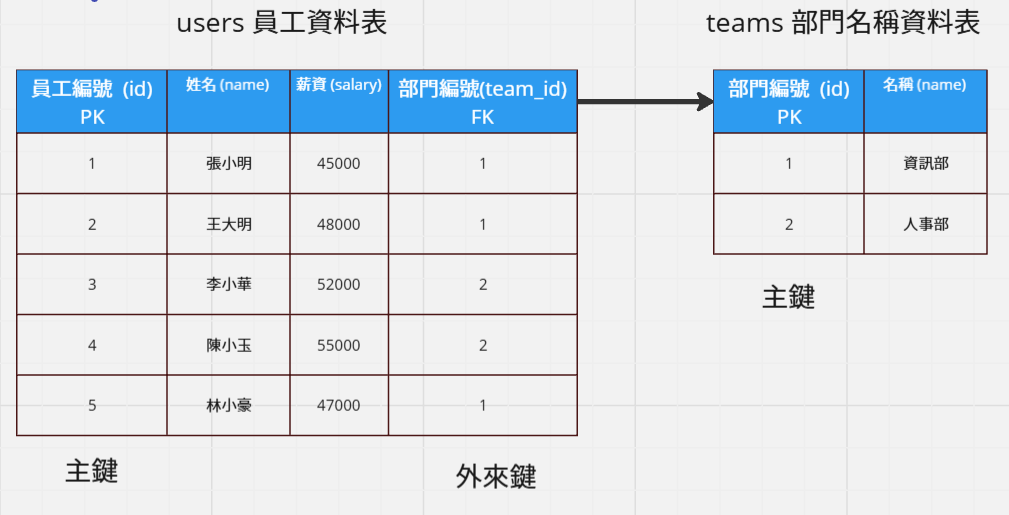 users 員工資料表
teams 部門名稱資料表
員工編號 (id) PK 姓名 (name) 薪資 (salary) 部門編號(team_id) FK
1 張小明 45000 1
2 王大明 48000 1
3 李小華 52000 2
4 陳小玉 55000 2
5 林小豪 47000 1
主鍵 外來鍵
部門編號 (id) PK 名稱 (name)
1 資訊部
2 人事部
主鍵